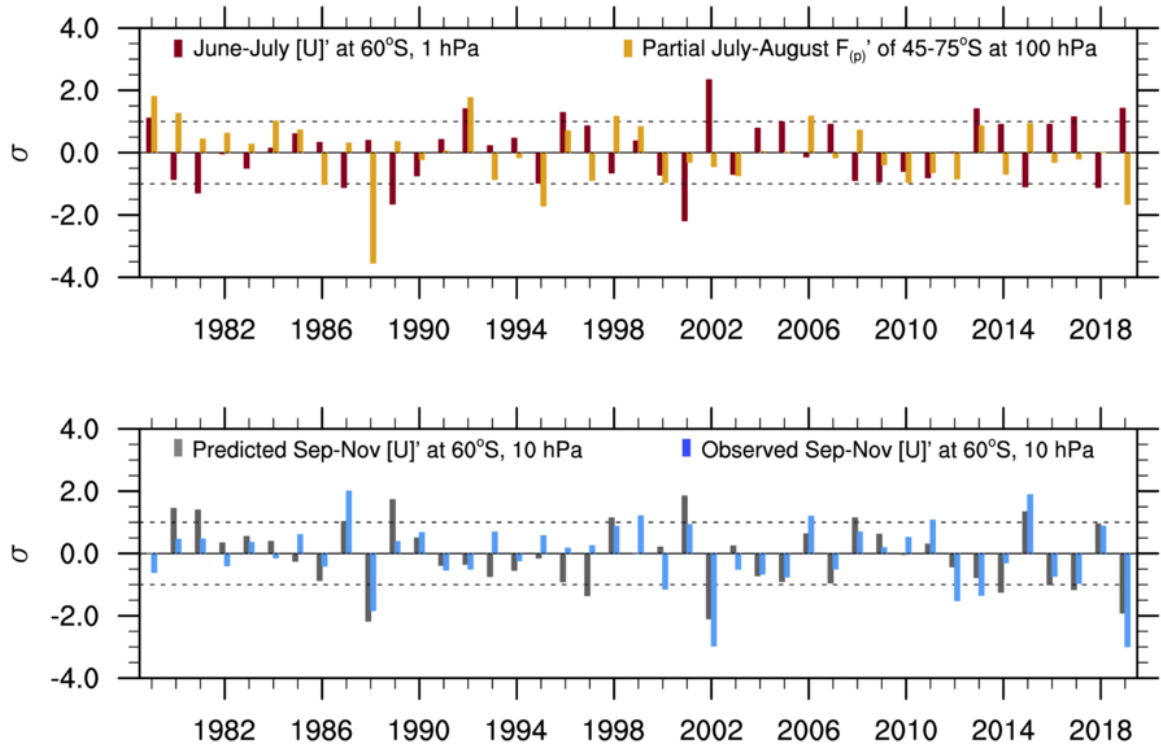 4.0
June-July [U]' at 60°S, 1 hPa Partial July-August F(p)' of 45-75°S at 100 hPa
2.0
σ 0.0
-2.0
-4.0
1982 1986 1990 1994 1998 2002 2006 2010 2014 2018
4.0
Predicted Sep-Nov [U]' at 60°S, 10 hPa Observed Sep-Nov [U]' at 60°S, 10 hPa
2.0
σ 0.0
-2.0
-4.0
1982 1986 1990 1994 1998 2002 2006 2010 2014 2018